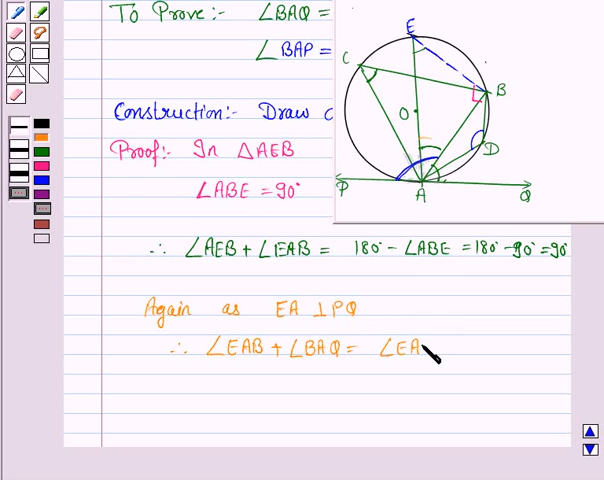 To Prove:- ∠BAQ =
∠BAP =
Construction:- Draw
Proof:- In △AEB
∠ABE = 90°
∴ ∠AEB + ∠EAB = 180° - ∠ABE = 180° - 90° = 90°
Again as EA ⊥ PQ
∴ ∠EAB + ∠BAQ = ∠EA
E
C
B
O
D
P
A
Q